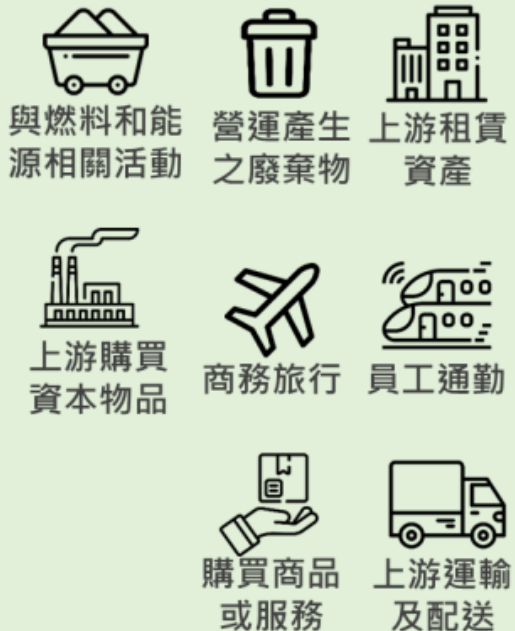 與燃料和能
源相關活動
營運產生
之廢棄物
上游租賃
資產
上游購買
資本物品
商務旅行
員工通勤
購買商品
或服務
上游運輸
及配送